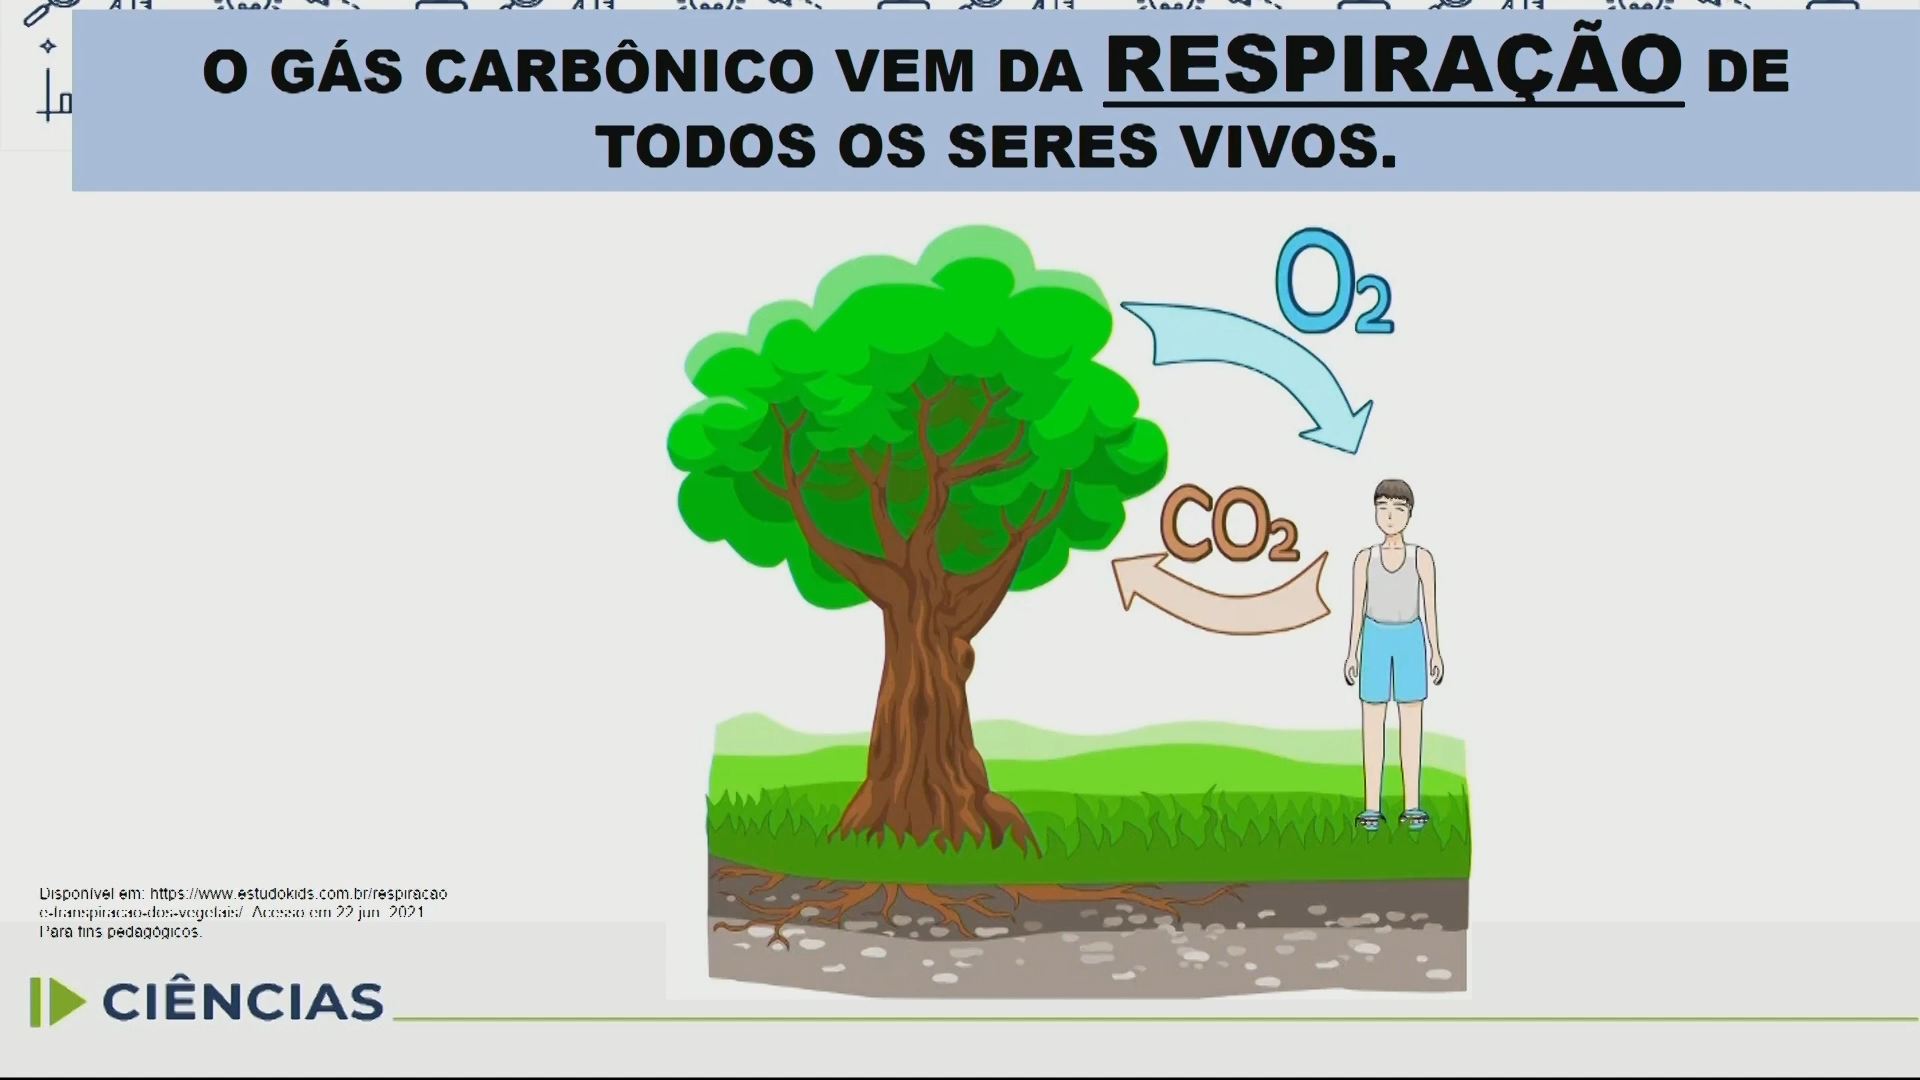 O GÁS CARBÔNICO VEM DA RESPIRAÇÃO DE
TODOS OS SERES VIVOS.
O2
CO2
Disponível em: https://www.estudokids.com.br/respiracao
e-transpiracao-dos-vegetais/. Acesso em 22 jun. 2021.
Para fins pedagógicos.
CIÊNCIAS